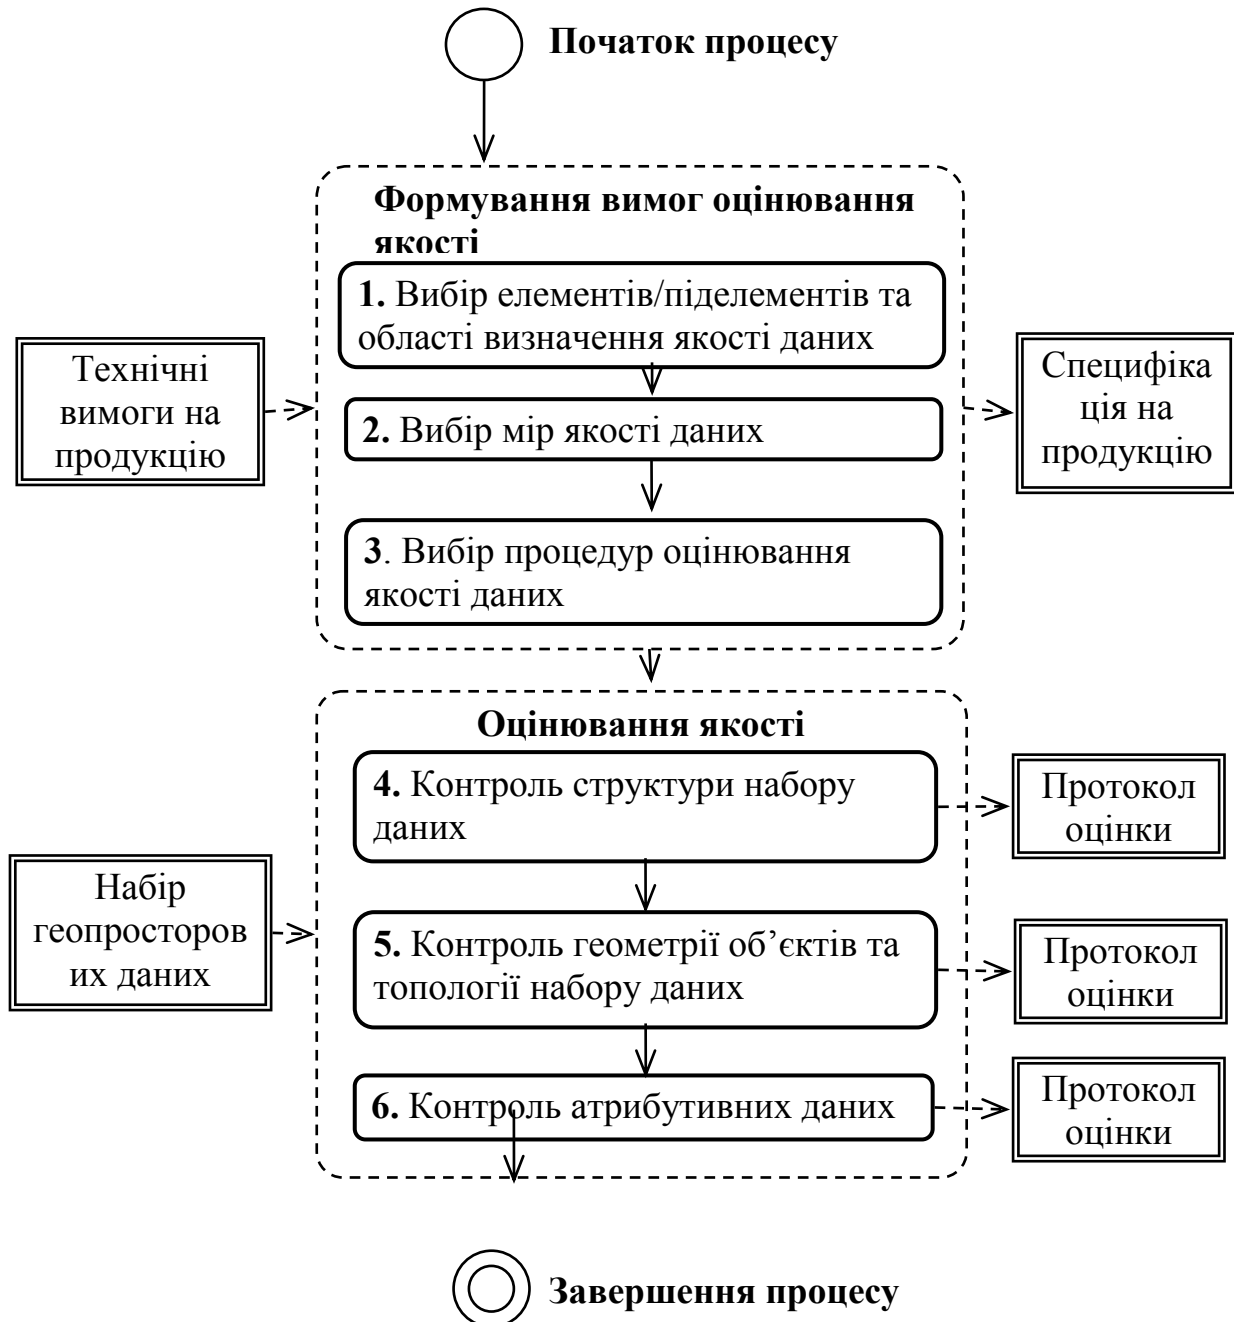 Початок процесу
Формування вимог оцінювання
якості
1. Вибір елементів/піделементів та
області визначення якості даних
Технічні
вимоги на
продукцію
2. Вибір мір якості даних
Специфіка
ція на
продукцію
3. Вибір процедур оцінювання
якості даних
Оцінювання якості
4. Контроль структури набору
даних
Протокол
оцінки
Набір
геопросторов
их даних
5. Контроль геометрії об’єктів та
топології набору даних
Протокол
оцінки
6. Контроль атрибутивних даних
Протокол
оцінки
Завершення процесу